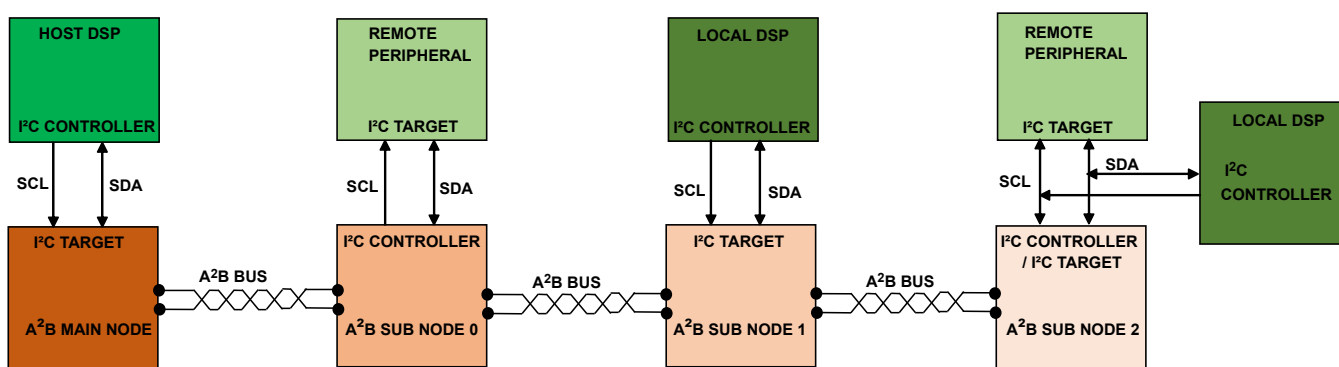 HOST DSP
I²C CONTROLLER
SCL
SDA
I²C TARGET
A²B MAIN NODE
A²B BUS
REMOTE
PERIPHERAL
I²C TARGET
SCL
SDA
I²C CONTROLLER
A²B SUB NODE 0
A²B BUS
LOCAL DSP
I²C CONTROLLER
SCL
SDA
I²C TARGET
A²B SUB NODE 1
A²B BUS
REMOTE
PERIPHERAL
I²C TARGET
SCL
SDA
I²C CONTROLLER
/ I²C TARGET
A²B SUB NODE 2
LOCAL DSP
I²C
CONTROLLER